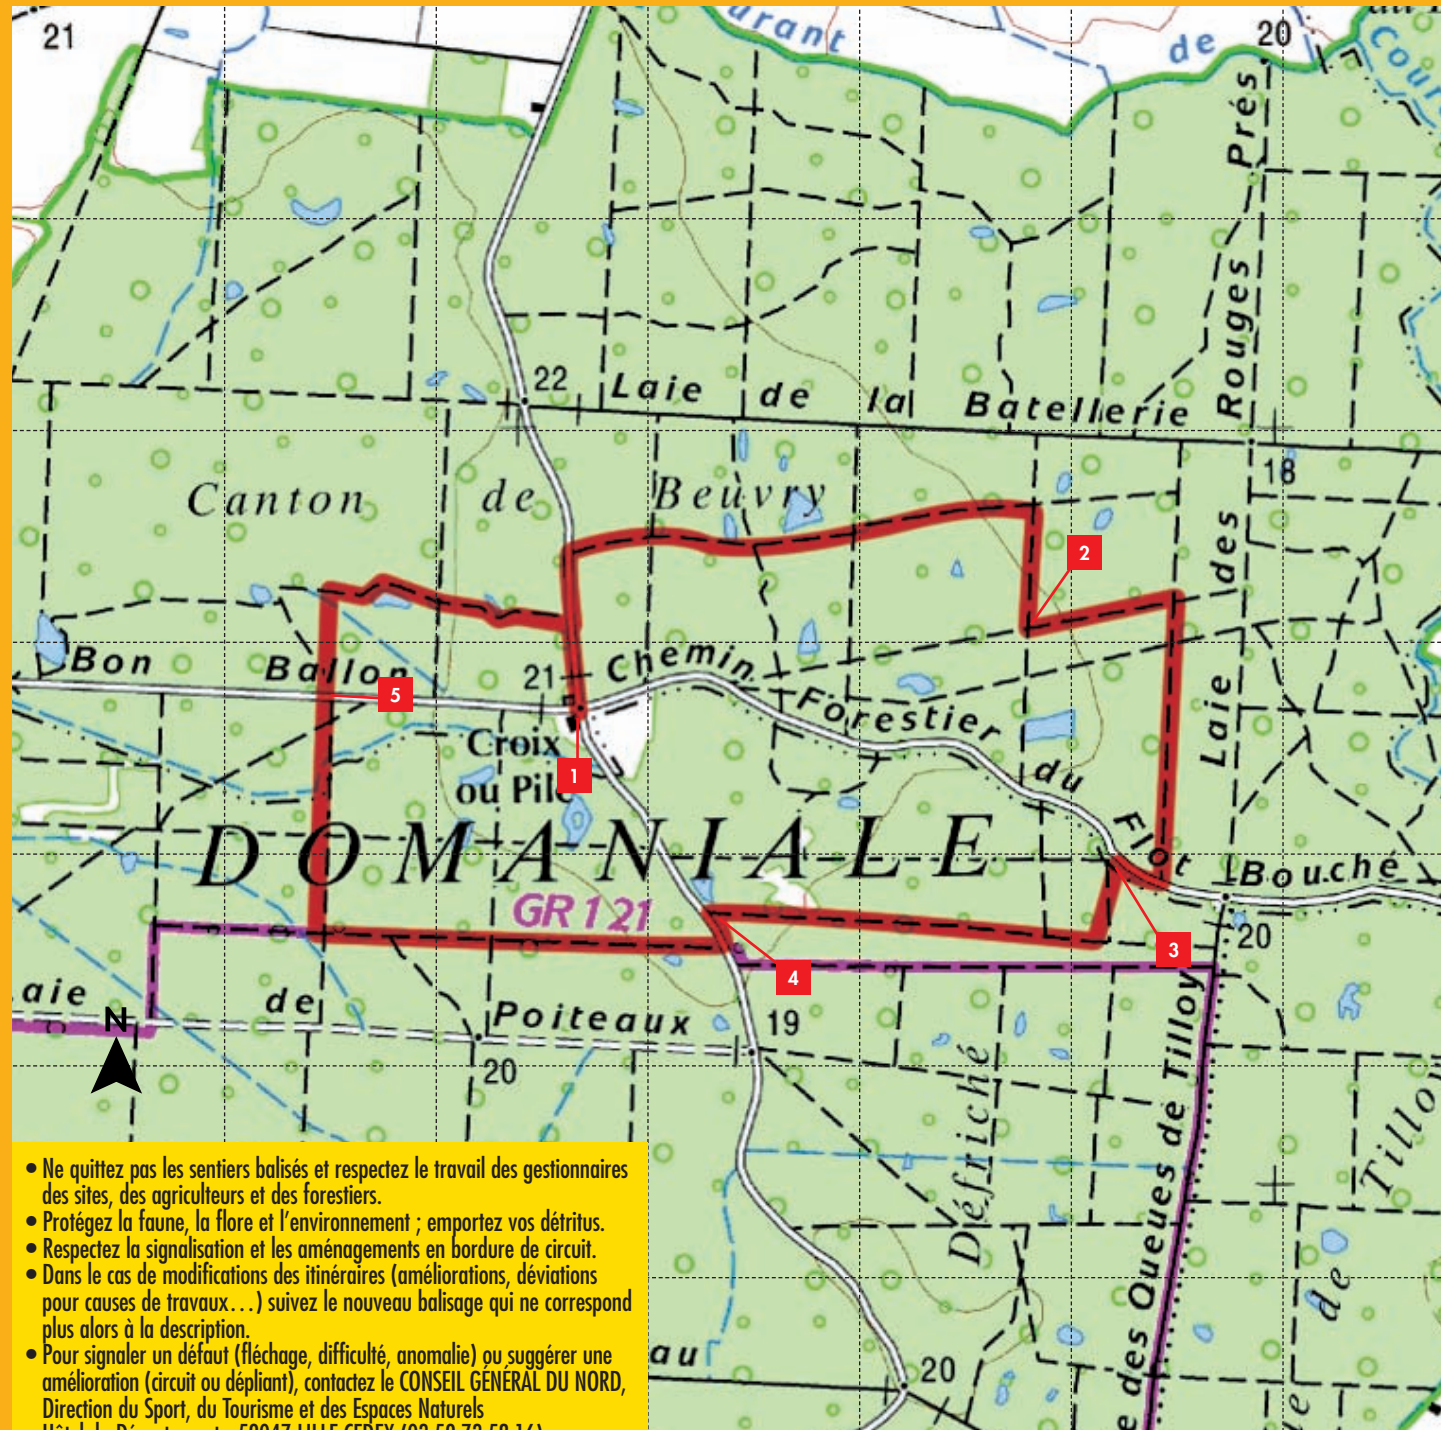 21
urant
de
20
Prés
Rouges
22
Laie de la Batellerie
18
Canton de Beuvry
des
Laie
2
Bon Ballon
5
21
Chemin Forestier du Flot Bouché
Croix
ou Pile
1
DOMANIALE
GR 121
3
20
4
aie de Poiteaux
19
N
20
Défriché
e des Queues de Tilloy
Tillo
de
au
20
• Ne quittez pas les sentiers balisés et respectez le travail des gestionnaires
des sites, des agriculteurs et des forestiers.
• Protégez la faune, la flore et l'environnement ; emportez vos détritus.
• Respectez la signalisation et les aménagements en bordure de circuit.
• Dans le cas de modifications des itinéraires (améliorations, déviations
pour causes de travaux...) suivez le nouveau balisage qui ne correspond
plus alors à la description.
• Pour signaler un défaut (fléchage, difficulté, anomalie) ou suggérer une
amélioration (circuit ou dépliant), contactez le CONSEIL GÉNÉRAL DU NORD,
Direction du Sport, du Tourisme et des Espaces Naturels